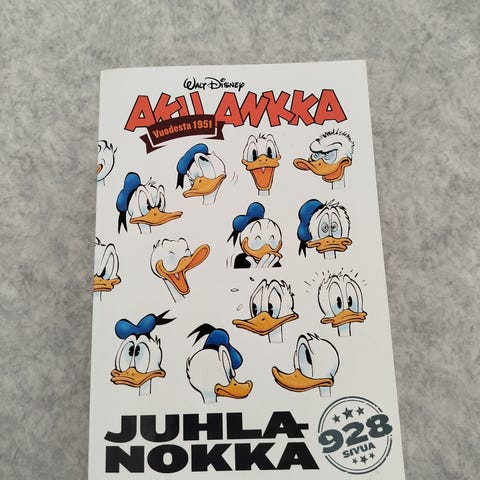 WALT DISNEY
AKU ANKKA
Vuodesta 1951
JUHLA-
NOKKA
928
SIVUA